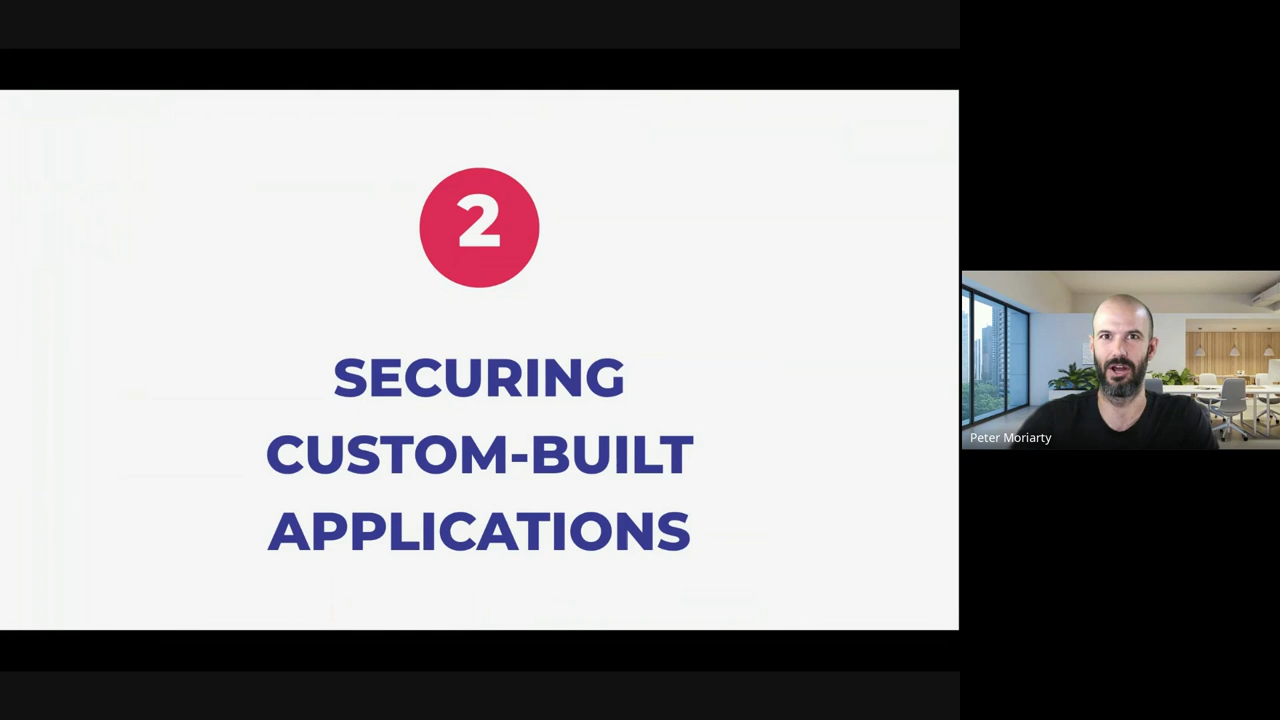 2
SECURING
CUSTOM-BUILT
APPLICATIONS
Peter Moriarty